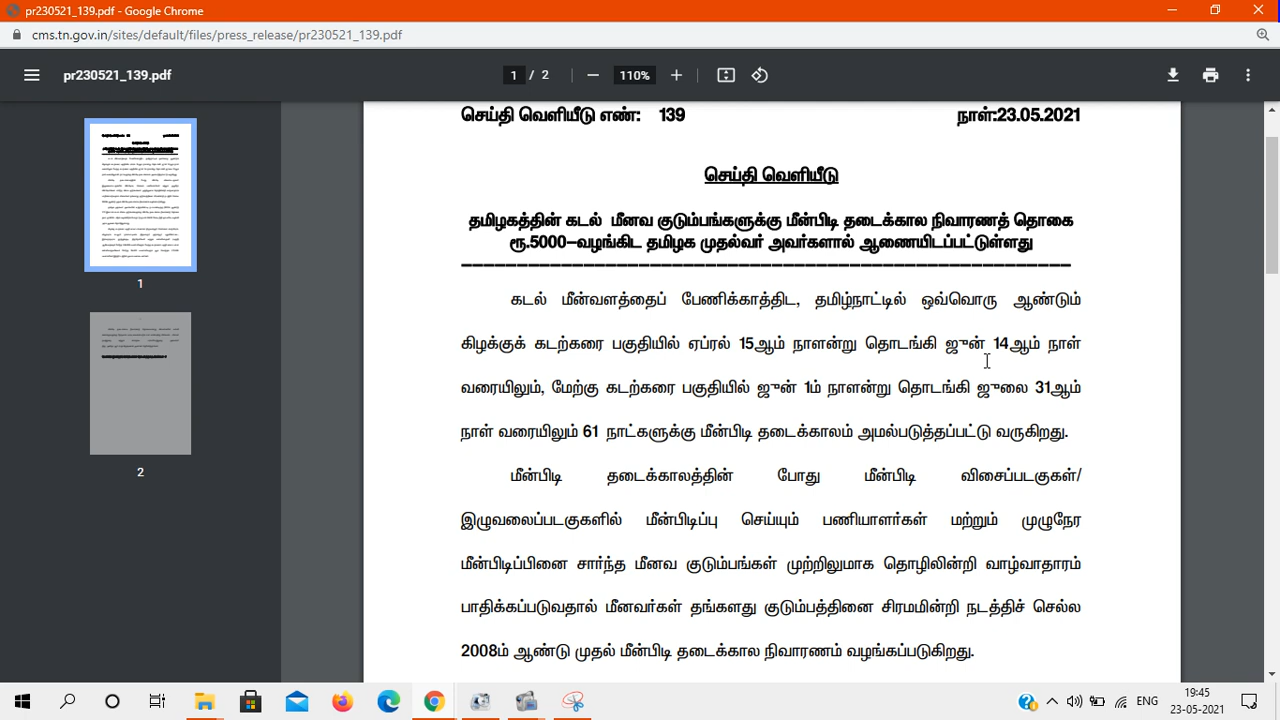 pr230521_139.pdf - Google Chrome
cms.tn.gov.in/sites/default/files/press_release/pr230521_139.pdf
pr230521_139.pdf
1 / 2
110%
செய்தி வெளியீடு எண்: 139 நாள்:23.05.2021
செய்தி வெளியீடு
தமிழகத்தின் கடல் மீனவ குடும்பங்களுக்கு மீன்பிடி தடைக்கால நிவாரணத் தொகை
ரூ.5000–வழங்கிட தமிழக முதல்வர் அவர்களால் ஆணையிடப்பட்டுள்ளது
கடல் மீன்வளத்தைப் பேணிக்காத்திட, தமிழ்நாட்டில் ஒவ்வொரு ஆண்டும்
கிழக்குக் கடற்கரை பகுதியில் ஏப்ரல் 15ஆம் நாளன்று தொடங்கி ஜுன் 14ஆம் நாள்
வரையிலும், மேற்கு கடற்கரை பகுதியில் ஜுன் 1ம் நாளன்று தொடங்கி ஜுலை 31ஆம்
நாள் வரையிலும் 61 நாட்களுக்கு மீன்பிடி தடைக்காலம் அமல்படுத்தப்பட்டு வருகிறது.
மீன்பிடி தடைக்காலத்தின் போது மீன்பிடி விசைப்படகுகள்/
இழுவலைப்படகுகளில் மீன்பிடிப்பு செய்யும் பணியாளர்கள் மற்றும் முழுநேர
மீன்பிடிப்பினை சார்ந்த மீனவ குடும்பங்கள் முற்றிலுமாக தொழிலின்றி வாழ்வாதாரம்
பாதிக்கப்படுவதால் மீனவர்கள் தங்களது குடும்பத்தினை சிரமமின்றி நடத்திச் செல்ல
2008ம் ஆண்டு முதல் மீன்பிடி தடைக்கால நிவாரணம் வழங்கப்படுகிறது.
1
2
ENG
19:45
23-05-2021